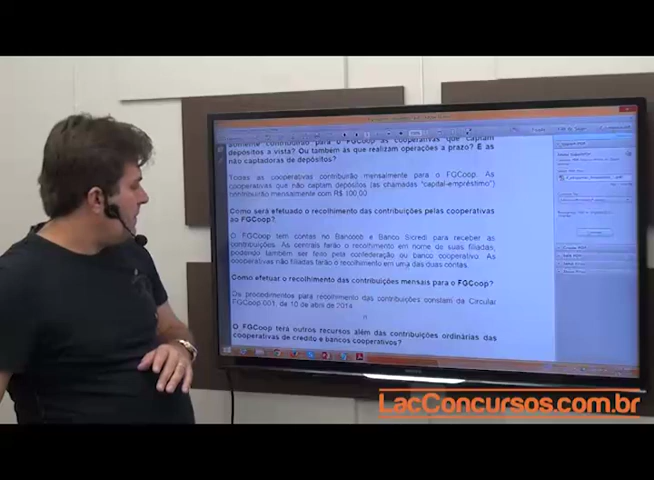 somente contribuirão para o FGCoop as cooperativas que captam
depósitos a vista? Ou também às que realizam operações a prazo? E as
não captadoras de depósitos?
Todas as cooperativas contribuirão mensalmente para o FGCoop. As
cooperativas que não captam depósitos (as chamadas "capital-empréstimo")
contribuirão mensalmente com R$ 100,00
Como será efetuado o recolhimento das contribuições pelas cooperativas
ao FGCoop?
O FGCoop tem contas no Bancoob e Banco Sicredi para receber as
contribuições. As centrais farão o recolhimento em nome de suas filiadas,
podendo também ser feita pela confederação ou banco cooperativo. As
cooperativas não filiadas farão o recolhimento em uma das duas contas.
Como efetuar o recolhimento das contribuições mensais para o FGCoop?
Os procedimentos para recolhimento das contribuições constam da Circular
FGCoop 001, de 10 de abril de 2014.
O FGCoop terá outros recursos além das contribuições ordinárias das
cooperativas de crédito e bancos cooperativos?
LacConcursos.com.br